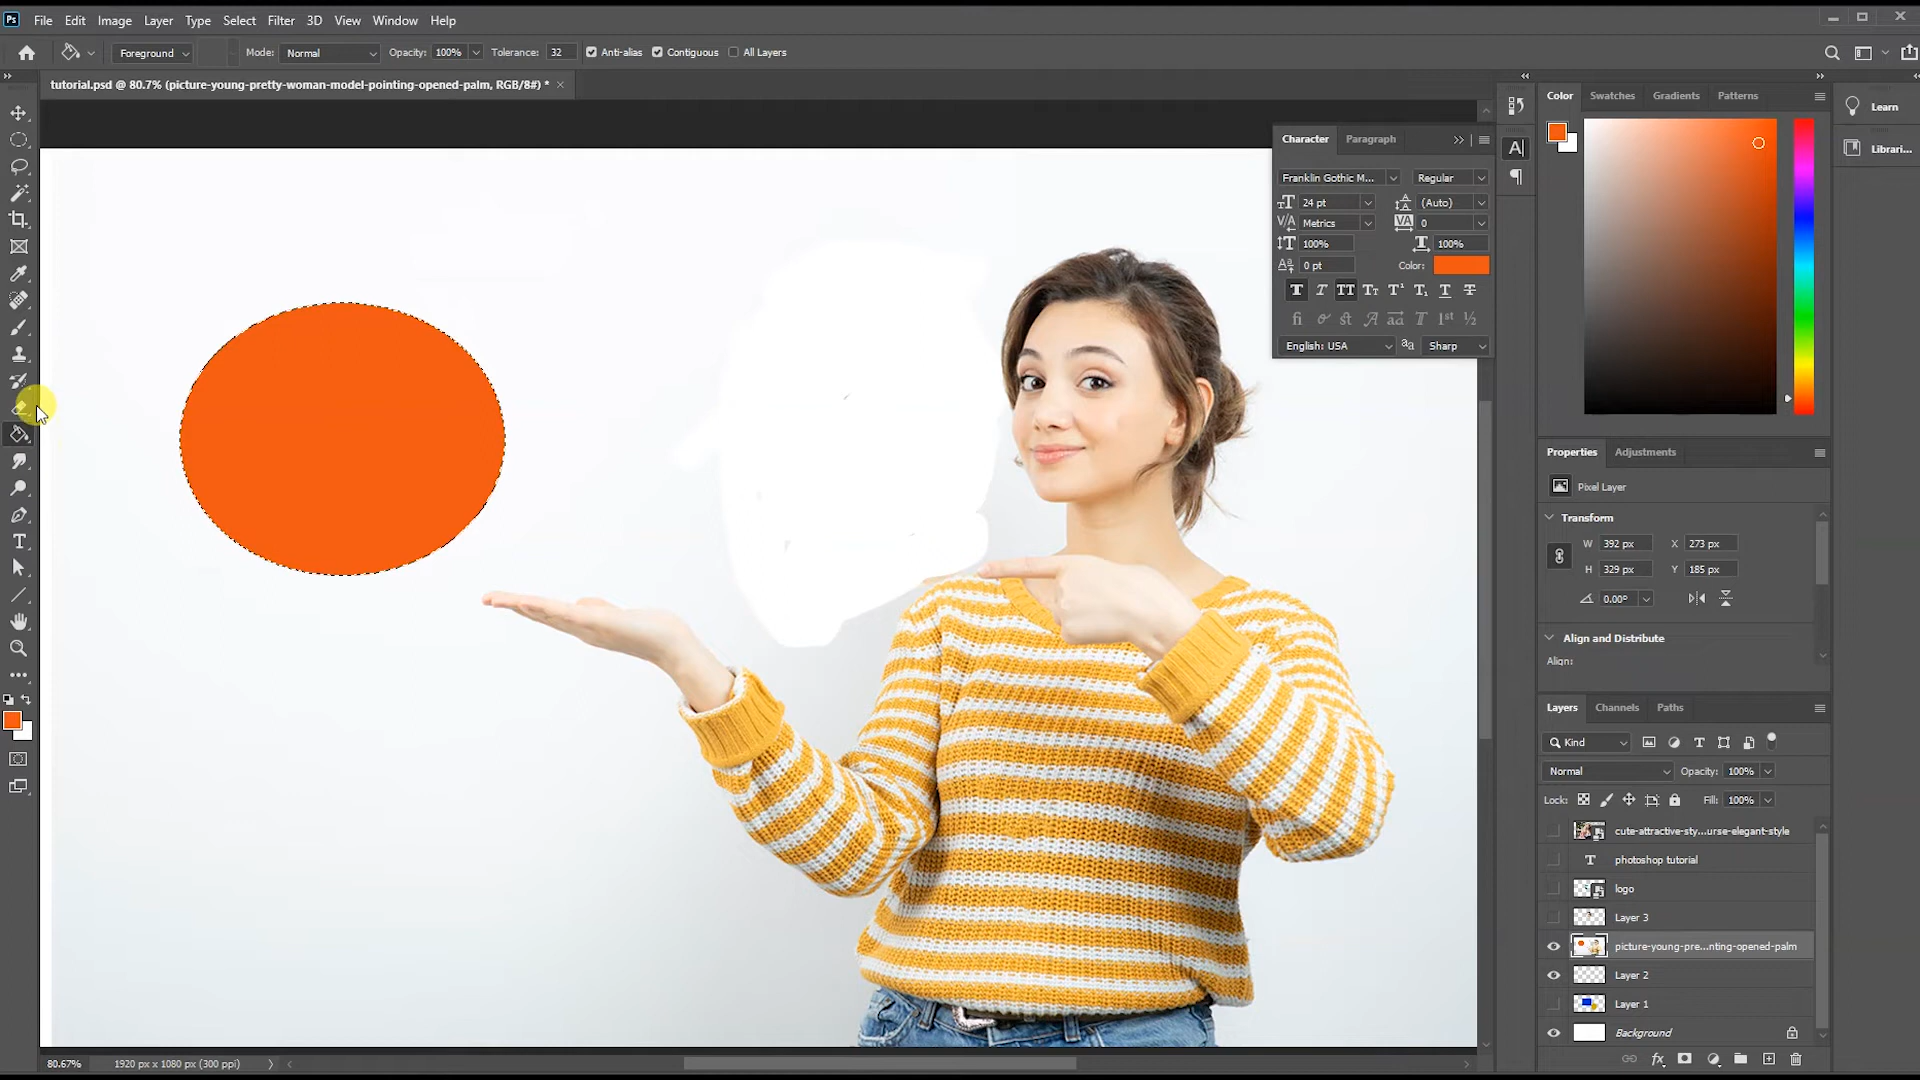 Ps File Edit Image Layer Type Select Filter 3D View Window Help
Foreground Mode: Normal Opacity: 100% Tolerance: 32 Anti-alias Contiguous All Layers
tutorial.psd @ 80.7% (picture-young-pretty-woman-model-pointing-opened-palm, RGB/8#) *
Color Swatches Gradients Patterns
Learn
Librari...
Character Paragraph
Franklin Gothic M... Regular
24 pt (Auto)
Metrics 0
100% 100%
0 pt Color:
English: USA Sharp
Properties Adjustments
Pixel Layer
Transform
W 392 px X 273 px
H 329 px Y 185 px
0.00°
Align and Distribute
Align:
Layers Channels Paths
Kind
Normal Opacity: 100%
Lock: Fill: 100%
cute-attractive-sty...urse-elegant-style
photoshop tutorial
logo
Layer 3
picture-young-pre...nting-opened-palm
Layer 2
Layer 1
Background
80.67% 1920 px x 1080 px (300 ppi)